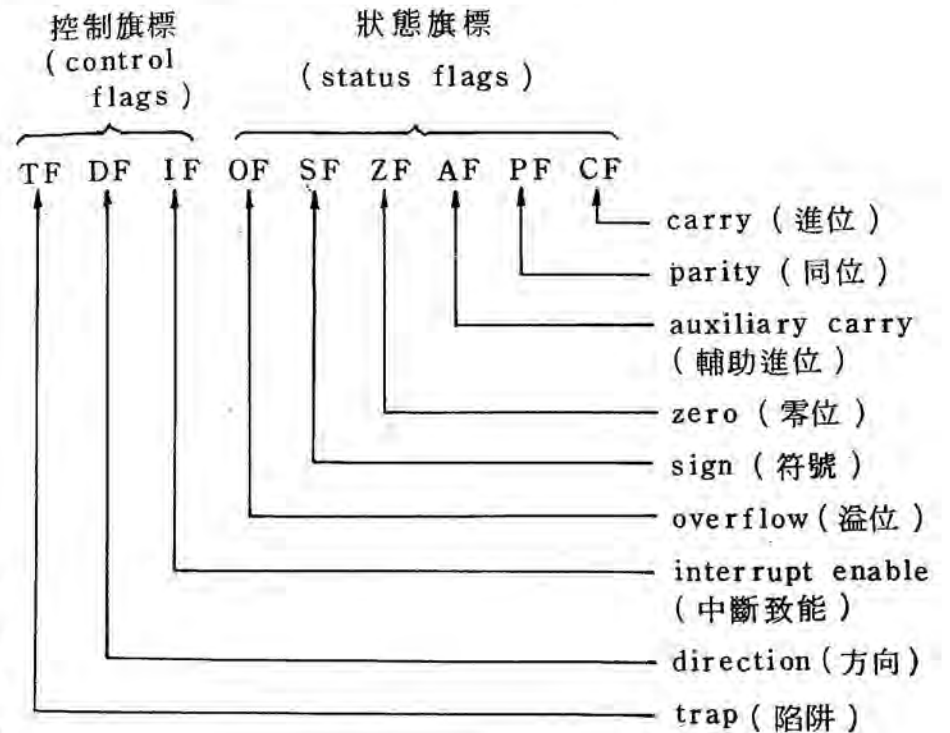 控制旗標
(control
flags)
狀態旗標
(status flags)
TF DF IF OF SF ZF AF PF CF
carry (進位)
parity (同位)
auxiliary carry
(輔助進位)
zero (零位)
sign (符號)
overflow (溢位)
interrupt enable
(中斷致能)
direction (方向)
trap (陷阱)